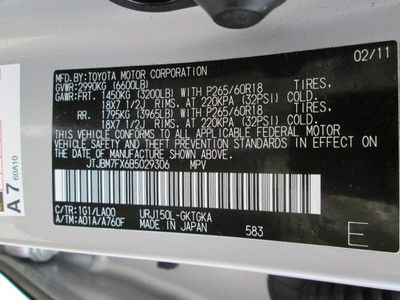 MFD.BY:TOYOTA MOTOR CORPORATION 02/11
GVWR:2990KG (6600LB)
GAWR:FRT. 1450KG (3200LB) WITH P265/60R18 TIRES,
18X7 1/2J RIMS, AT 220KPA (32PSI) COLD.
RR. 1795KG (3965LB) WITH P265/60R18 TIRES,
18X7 1/2J RIMS, AT 220KPA (32PSI) COLD.
THIS VEHICLE CONFORMS TO ALL APPLICABLE FEDERAL MOTOR
VEHICLE SAFETY AND THEFT PREVENTION STANDARDS IN EFFECT
ON THE DATE OF MANUFACTURE SHOWN ABOVE.
JTJBM7FX6B5029306 MPV
C/TR:1G1/LA00 URJ150L-GKTGKA
A/TM:A01A/A760F MADE IN JAPAN 583
E
A7
60A10